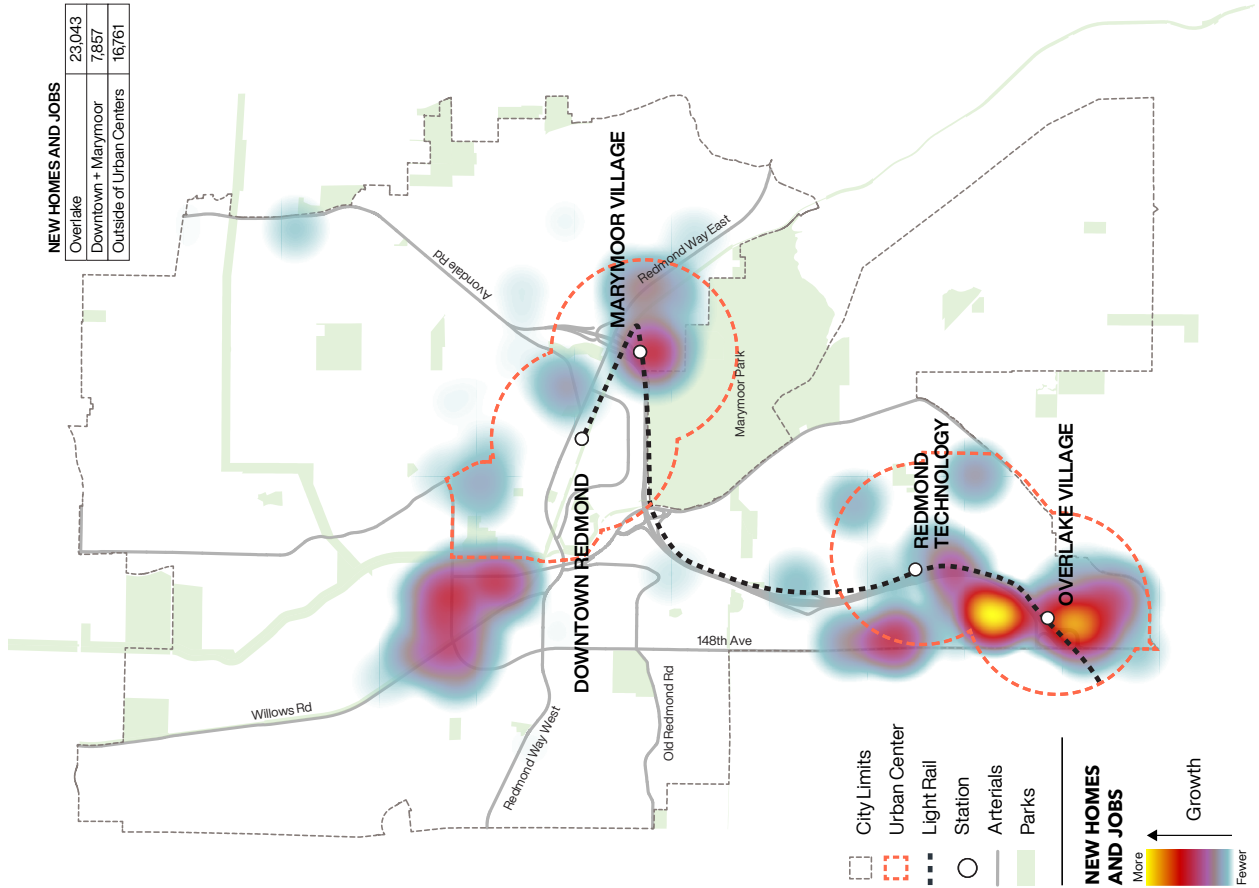 NEW HOMES AND JOBS
Overlake 23,043
Downtown + Marymoor 7,857
Outside of Urban Centers 16,761
Avondale Rd
MARYMOOR VILLAGE
Redmond Way East
Marymoor Park
DOWNTOWN REDMOND
REDMOND
TECHNOLOGY
OVERLAKE VILLAGE
148th Ave
Willows Rd
Redmond Way West
Old Redmond Rd
City Limits
Urban Center
Light Rail
Station
Arterials
Parks
NEW HOMES
AND JOBS
More
Growth
Fewer